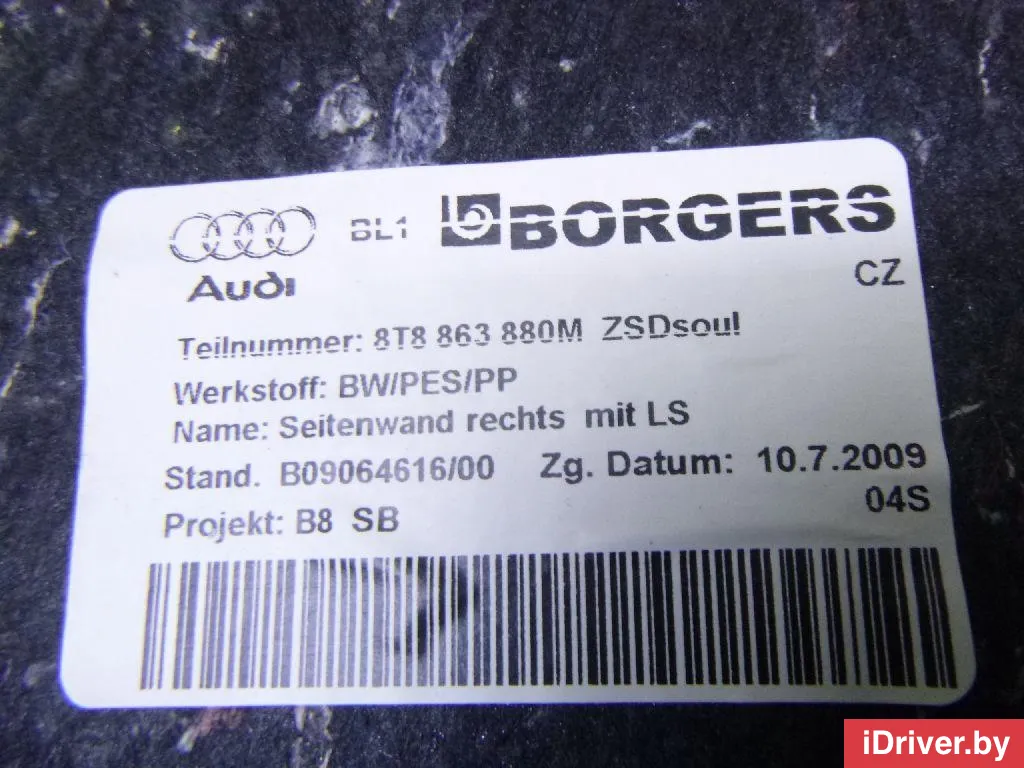 BL1 BORGERS
Audi
CZ
Teilnummer: 8T8 863 880M ZSDsoul
Werkstoff: BW/PES/PP
Name: Seitenwand rechts mit LS
Stand. B09064616/00 Zg. Datum: 10.7.2009
Projekt: B8 SB 04S
iDriver.by